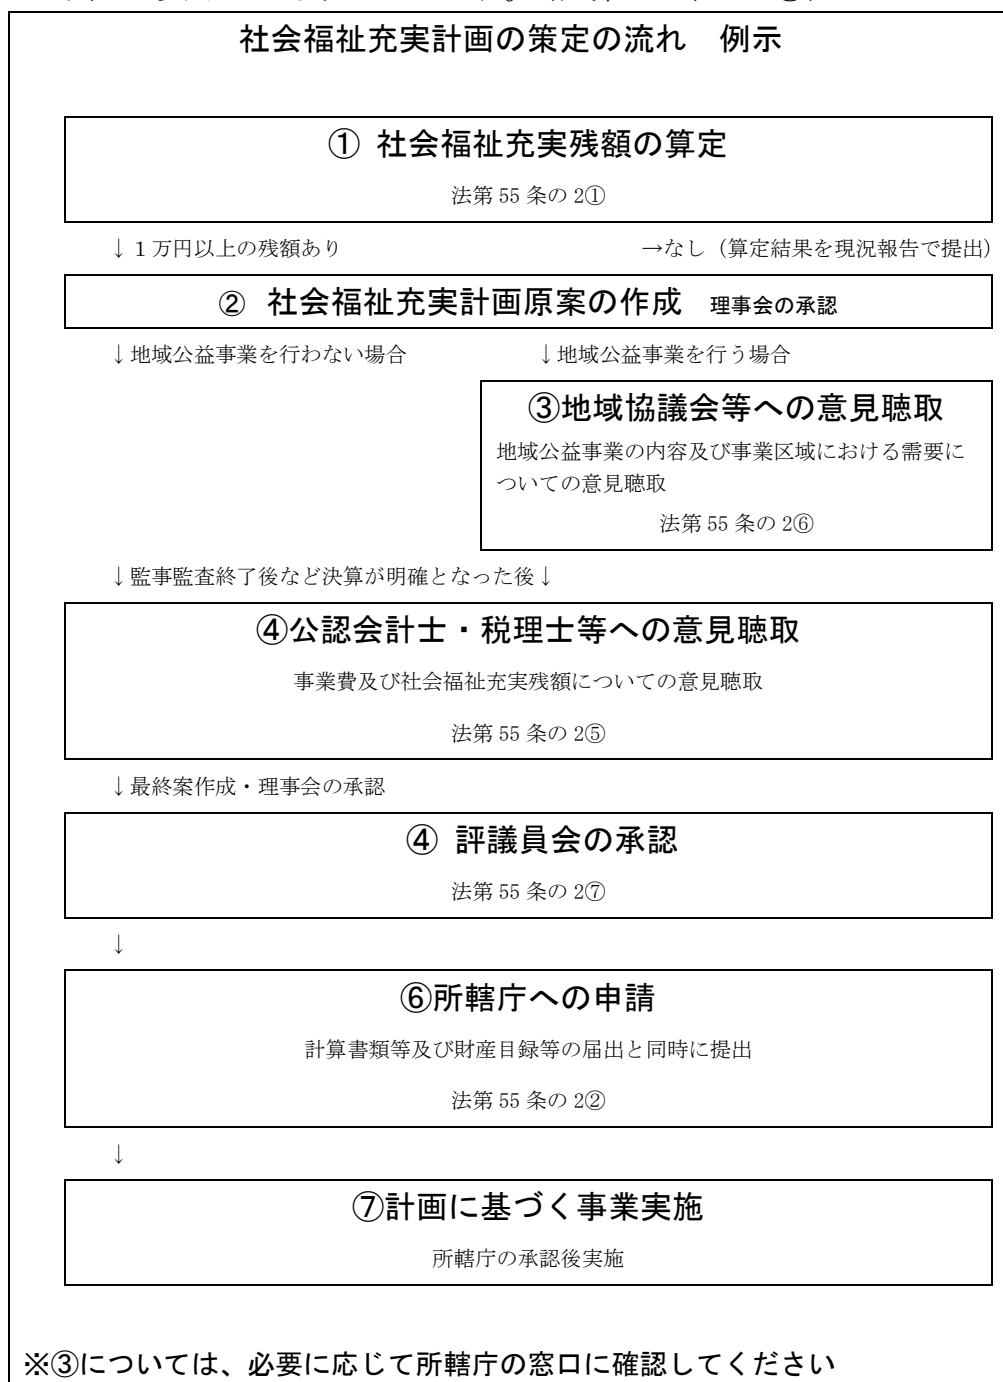 社会福祉充実計画の策定の流れ　例示
① 社会福祉充実残額の算定
法第 55 条の 2①
↓１万円以上の残額あり　→なし（算定結果を現況報告で提出）
② 社会福祉充実計画原案の作成　理事会の承認
↓地域公益事業を行わない場合　↓地域公益事業を行う場合
③地域協議会等への意見聴取
地域公益事業の内容及び事業区域における需要に
ついての意見聴取
法第 55 条の 2⑥
↓監事監査終了後など決算が明確となった後↓
④公認会計士・税理士等への意見聴取
事業費及び社会福祉充実残額についての意見聴取
法第 55 条の 2⑤
↓最終案作成・理事会の承認
④ 評議員会の承認
法第 55 条の 2⑦
↓
⑥所轄庁への申請
計算書類等及び財産目録等の届出と同時に提出
法第 55 条の 2②
↓
⑦計画に基づく事業実施
所轄庁の承認後実施
※③については、必要に応じて所轄庁の窓口に確認してください